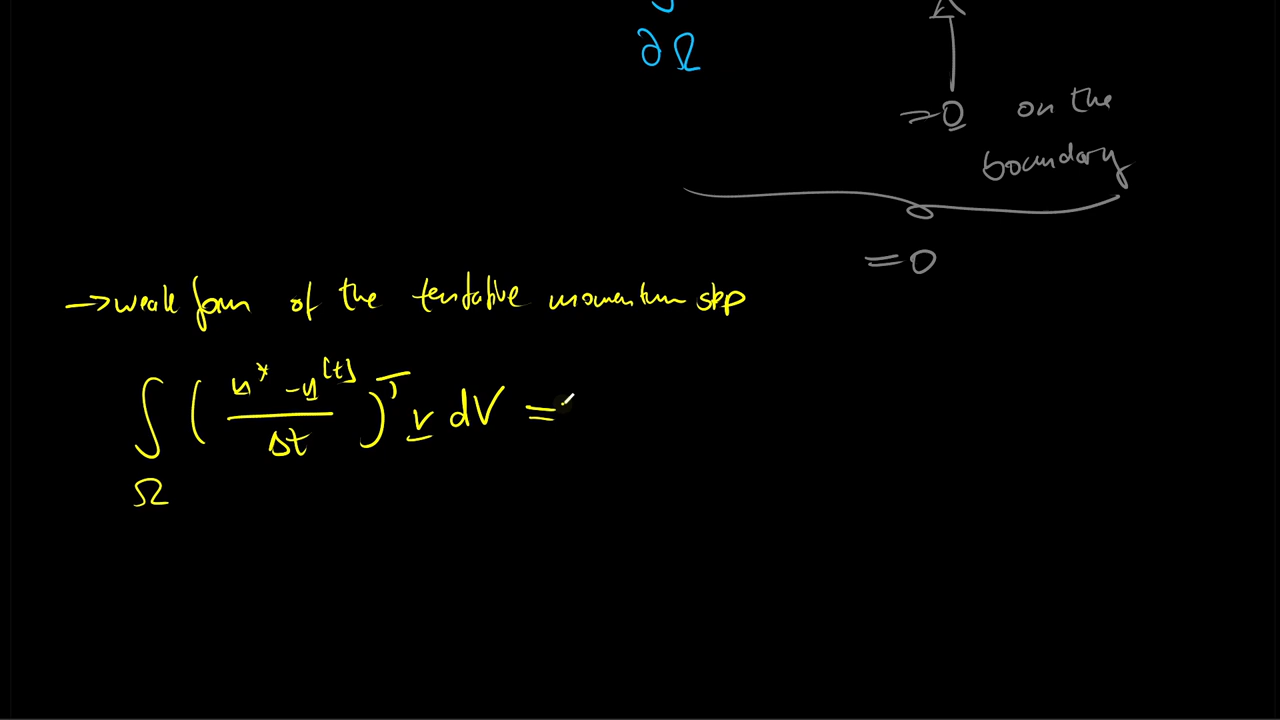 ∂Ω
=0 on the
boundary
=0
→ weak form of the tentative momentum step
∫ ( (u* - u^[t]) / Δt )^T v dV =
Ω